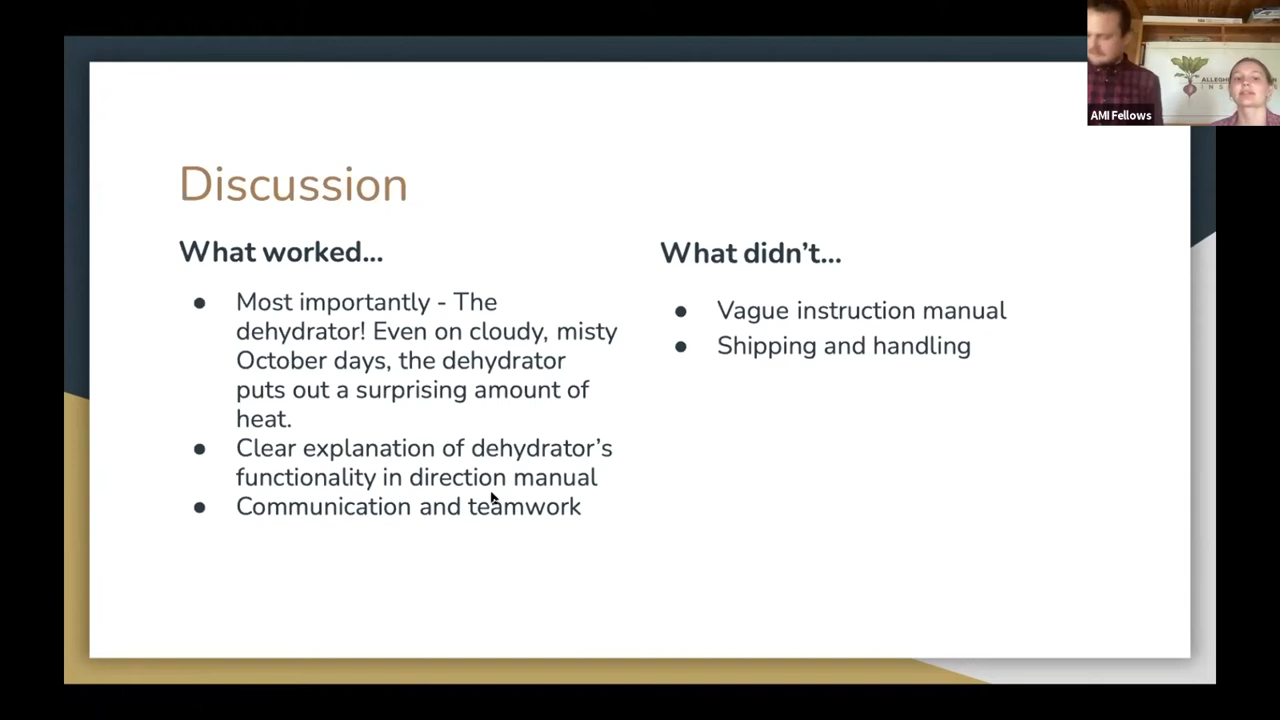 Discussion
What worked...
● Most importantly - The
dehydrator! Even on cloudy, misty
October days, the dehydrator
puts out a surprising amount of
heat.
● Clear explanation of dehydrator's
functionality in direction manual
● Communication and teamwork
What didn't...
● Vague instruction manual
● Shipping and handling
AMI Fellows